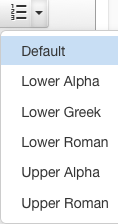 Default
Lower Alpha
Lower Greek
Lower Roman
Upper Alpha
Upper Roman